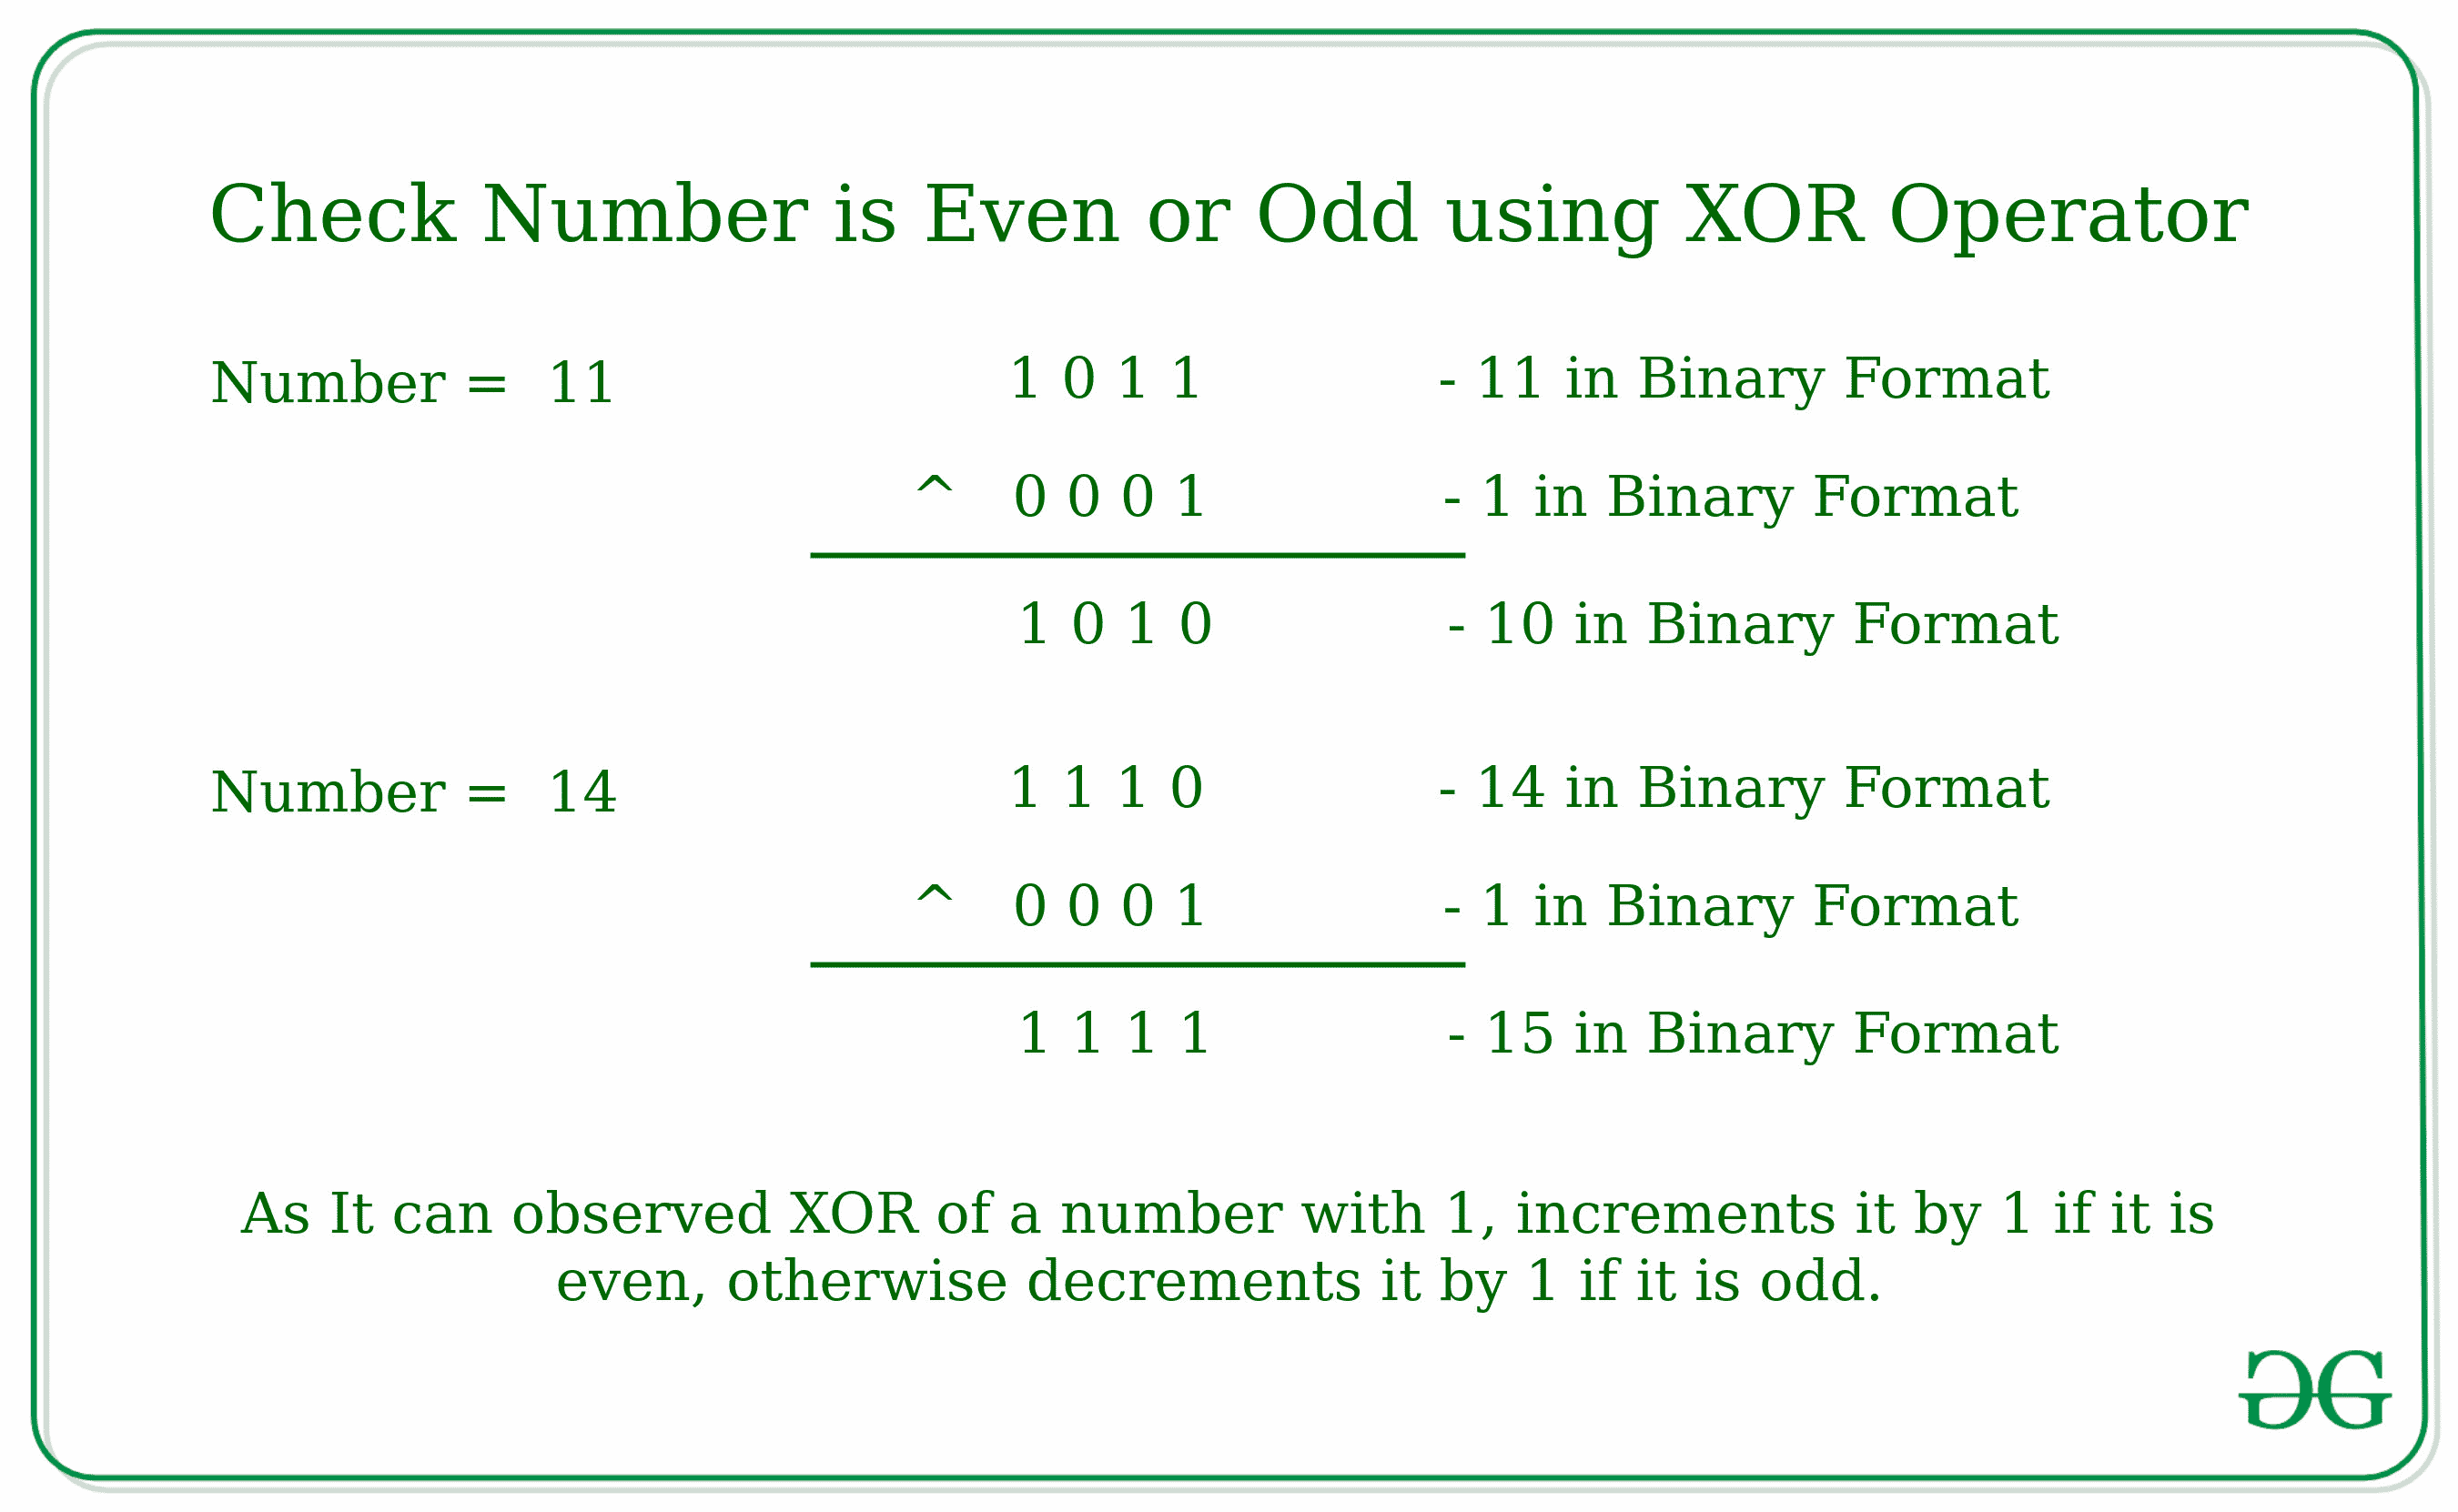 Check Number is Even or Odd using XOR Operator
Number = 11 1 0 1 1 - 11 in Binary Format
^ 0 0 0 1 - 1 in Binary Format
1 0 1 0 - 10 in Binary Format
Number = 14 1 1 1 0 - 14 in Binary Format
^ 0 0 0 1 - 1 in Binary Format
1 1 1 1 - 15 in Binary Format
As It can observed XOR of a number with 1, increments it by 1 if it is
even, otherwise decrements it by 1 if it is odd.